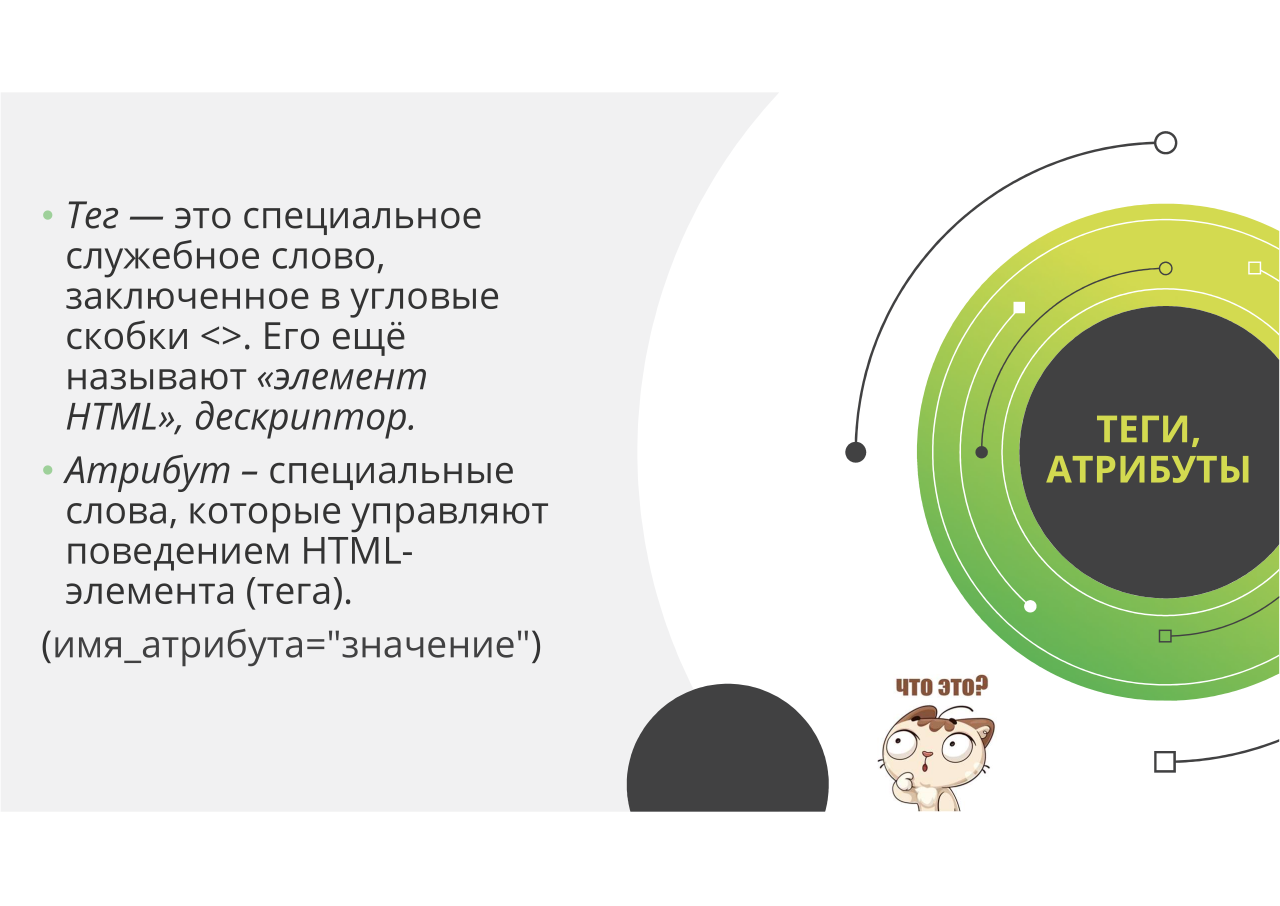 • Тег — это специальное
служебное слово,
заключенное в угловые
скобки <>. Его ещё
называют «элемент
HTML», дескриптор.
• Атрибут – специальные
слова, которые управляют
поведением HTML-
элемента (тега).
(имя_атрибута="значение")
ТЕГИ,
АТРИБУТЫ
ЧТО ЭТО?